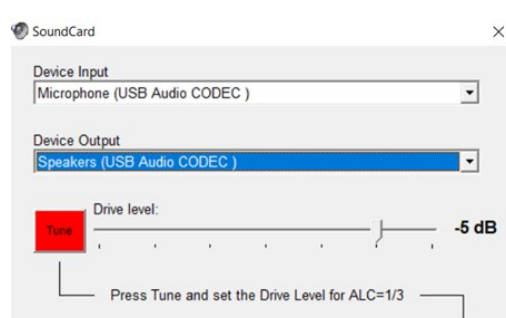 SoundCard
Device Input
Microphone (USB Audio CODEC )
Device Output
Speakers (USB Audio CODEC )
Drive level:
Tune
-5 dB
Press Tune and set the Drive Level for ALC=1/3